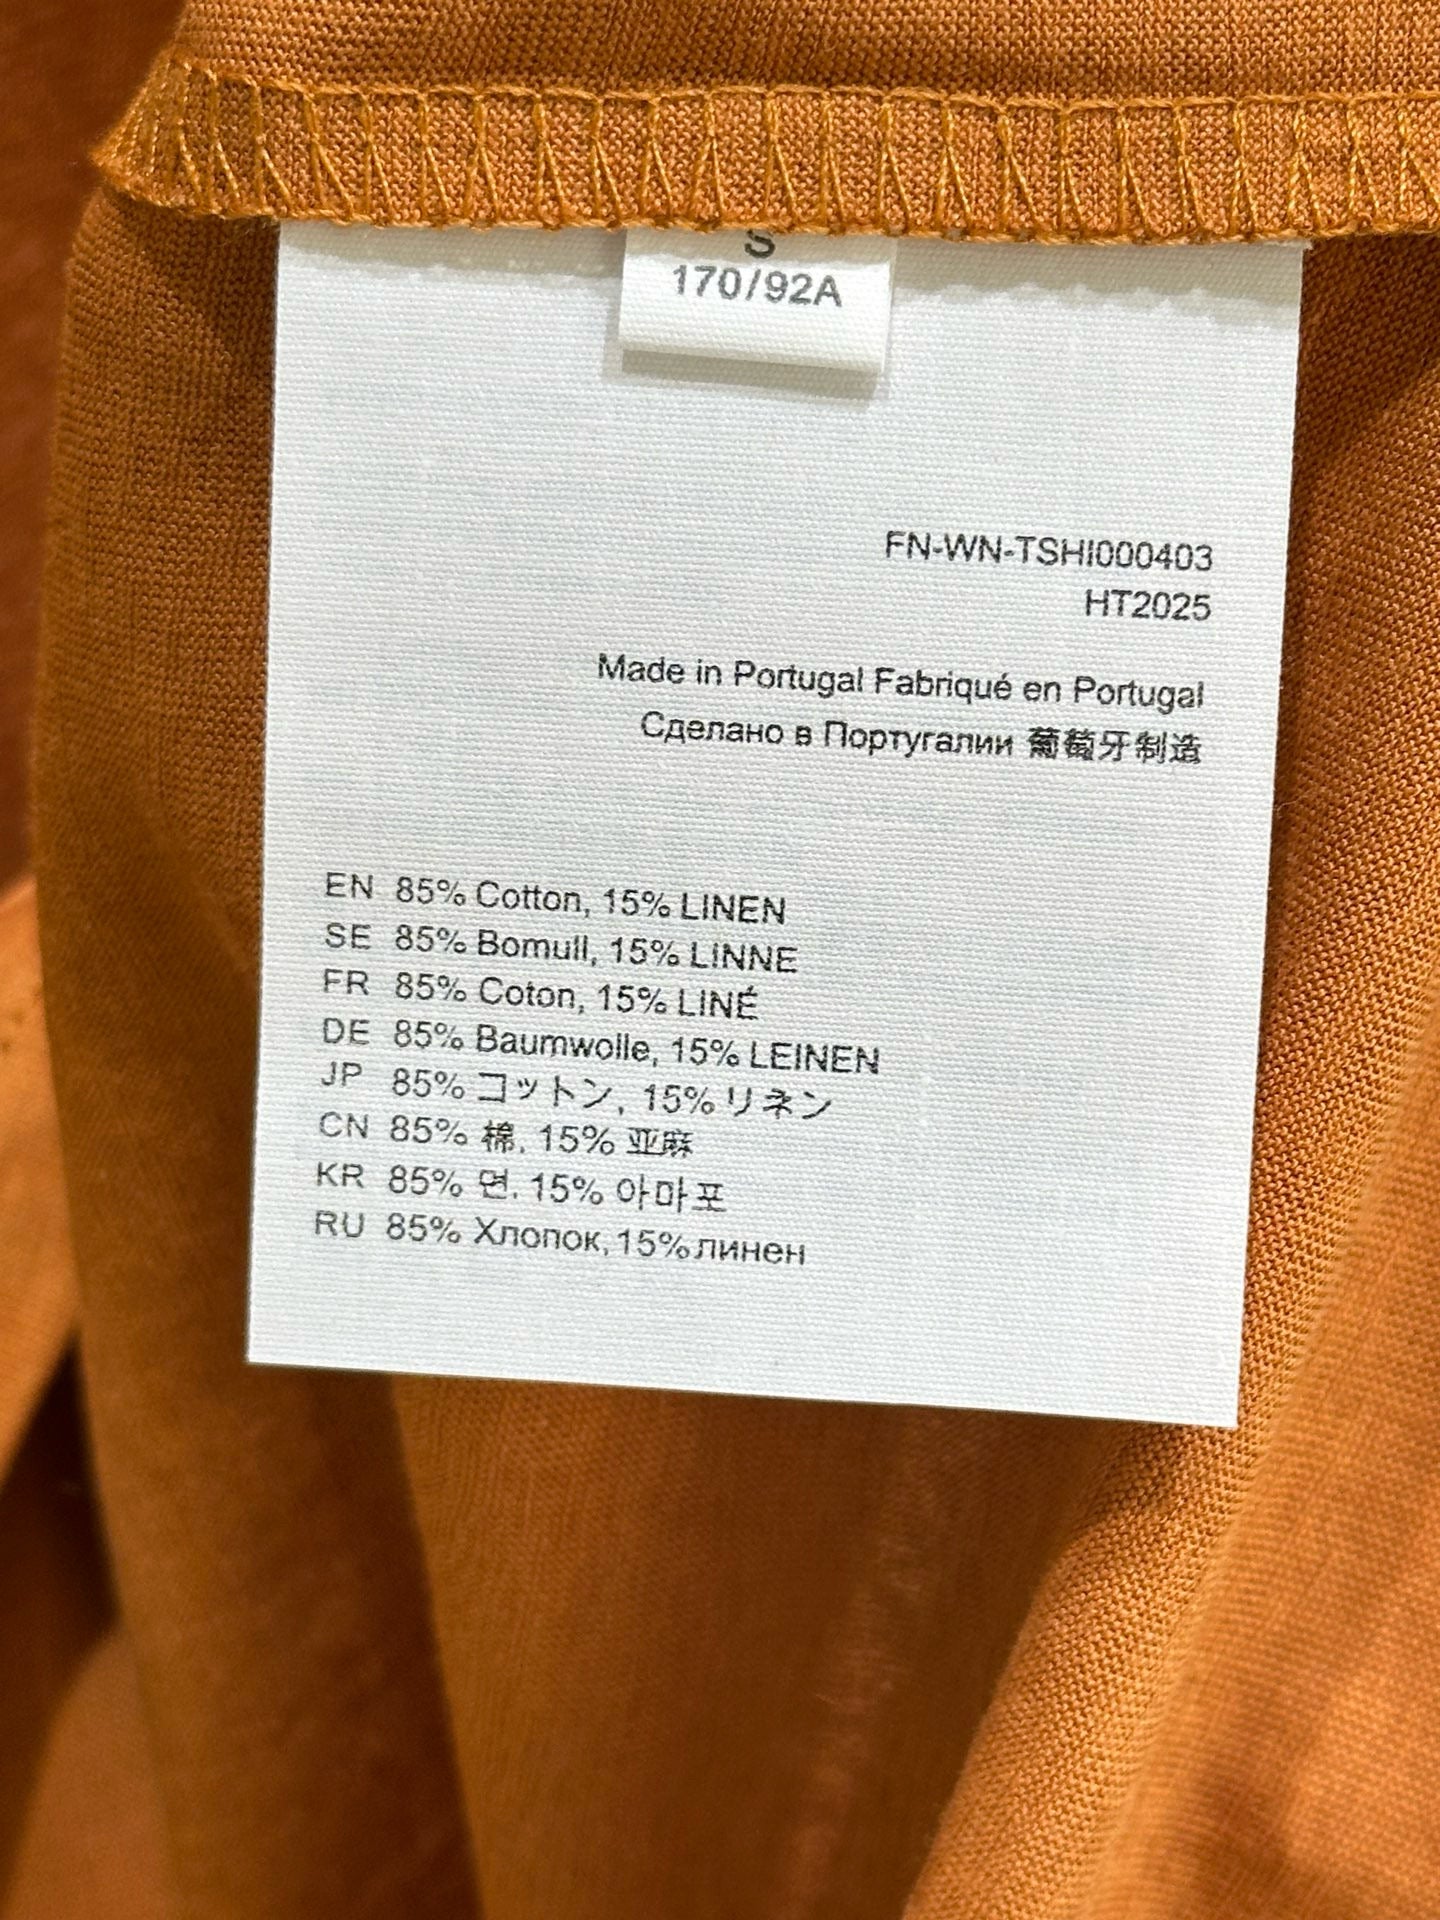 S
170/92A
FN-WN-TSHI000403
HT2025
Made in Portugal Fabriqué en Portugal
Сделано в Португалии 葡萄牙制造
EN 85% Cotton, 15% LINEN
SE 85% Bomull, 15% LINNE
FR 85% Coton, 15% LINÉ
DE 85% Baumwolle, 15% LEINEN
JP 85% コットン, 15% リネン
CN 85% 棉, 15% 亚麻
KR 85% 면, 15% 아마포
RU 85% Хлопок, 15%линен